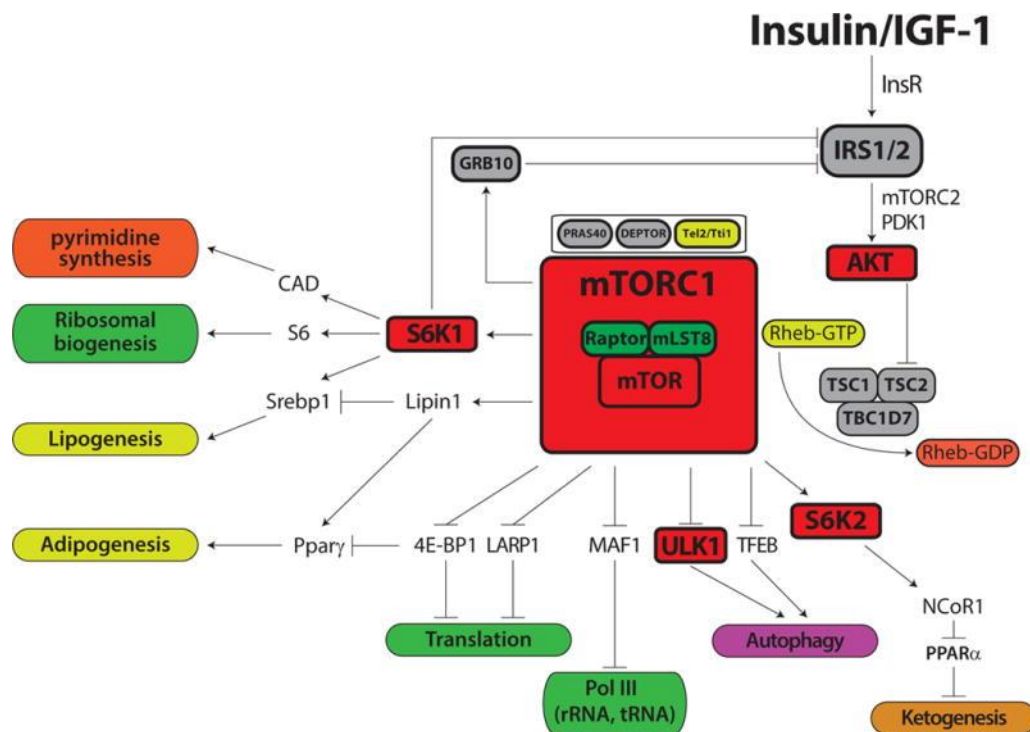 Insulin/IGF-1
InsR
IRS1/2
GRB10
mTORC2
PDK1
AKT
PRAS40
DEPTOR
Tel2/Tti1
mTORC1
Raptor
mLST8
mTOR
pyrimidine
synthesis
CAD
Ribosomal
biogenesis
S6
S6K1
Rheb-GTP
TSC1
TSC2
TBC1D7
Rheb-GDP
Srebp1
Lipin1
Lipogenesis
S6K2
Adipogenesis
Pparγ
4E-BP1
LARP1
MAF1
ULK1
TFEB
NCoR1
Translation
Autophagy
PPARα
Pol III
(rRNA, tRNA)
Ketogenesis